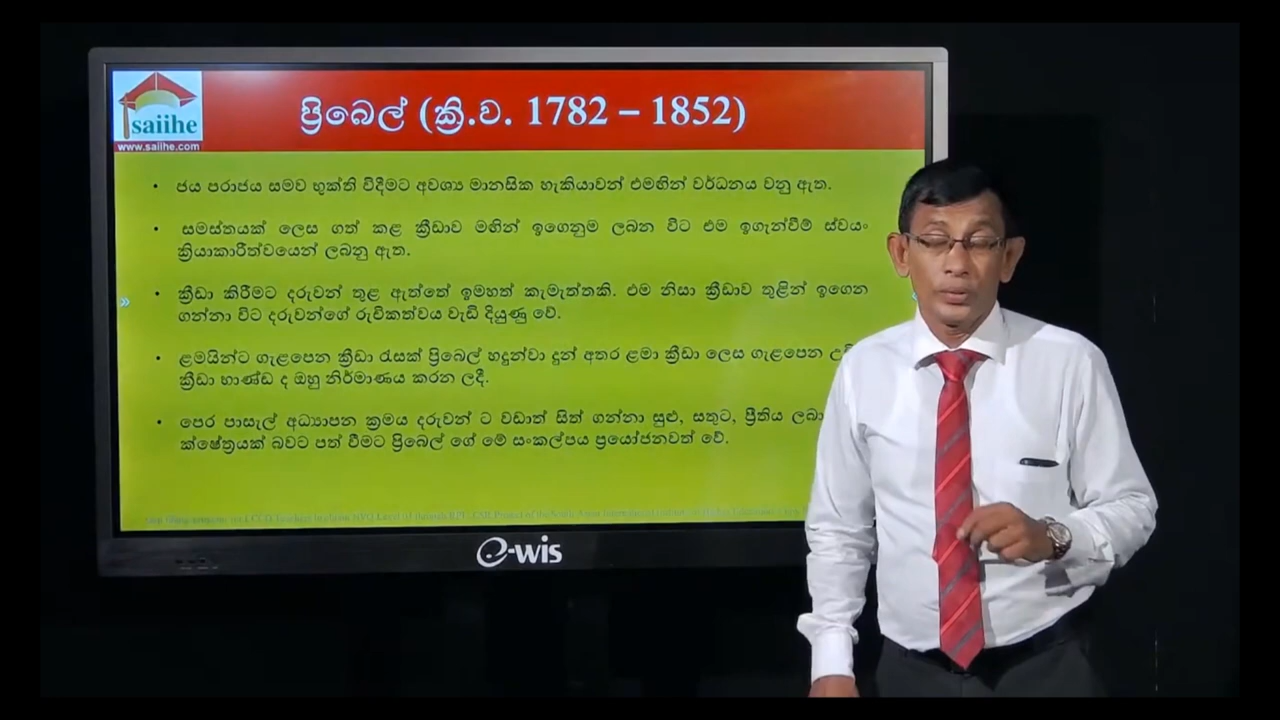 saiihe
www.saiihe.com
ප්‍රිබෙල් (ක්‍රි.ව. 1782 – 1852)
• ජය පරාජය සමව භුක්ති විදීමට අවශ්‍ය මානසික හැකියාවන් එමඟින් වර්ධනය වනු ඇත.
• සමස්තයක් ලෙස ගත් කළ ක්‍රීඩාව මඟින් ඉගෙනුම ලබන විට එම ඉගැන්වීම් ස්වයං
ක්‍රියාකාරීත්වයෙන් ලබනු ඇත.
• ක්‍රීඩා කිරීමට දරුවන් තුළ ඇත්තේ ඉමහත් කැමැත්තකි. එම නිසා ක්‍රීඩාව තුළින් ඉගෙන
ගන්නා විට දරුවන්ගේ රුචිකත්වය වැඩි දියුණු වේ.
• ළමයින්ට ගැළපෙන ක්‍රීඩා රැසක් ප්‍රිබෙල් හදුන්වා දුන් අතර ළමා ක්‍රීඩා ලෙස ගැළපෙන
ක්‍රීඩා භාණ්ඩ ද ඔහු නිර්මාණය කරන ලදී.
• පෙර පාසැල් අධ්‍යාපන ක්‍රමය දරුවන් ට වඩාත් සිත් ගන්නා සුළු, සතුට, ප්‍රීතිය
ක්ෂේත්‍රයක් බවට පත් වීමට ප්‍රිබෙල් ගේ මේ සංකල්පය ප්‍රයෝජනවත් වේ.
e-wis